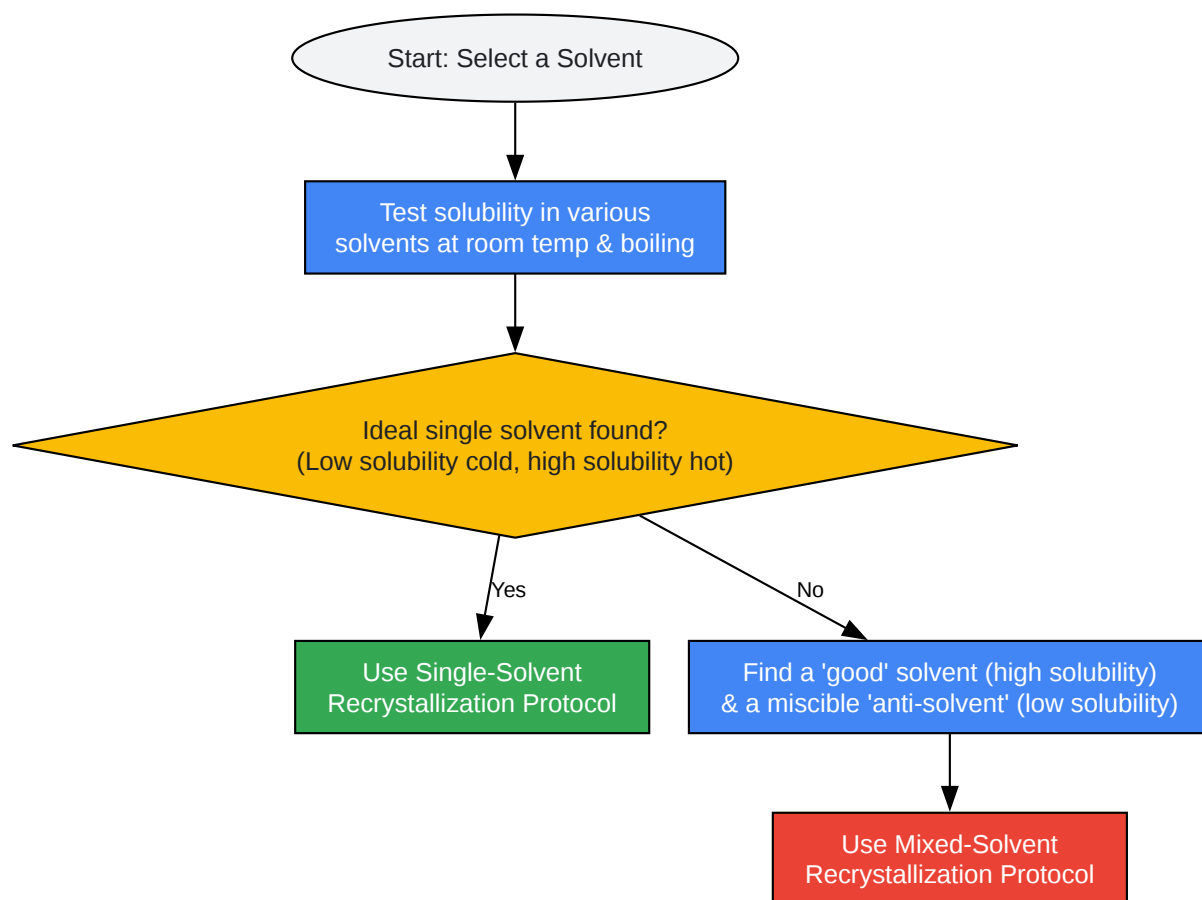 Start: Select a Solvent
Test solubility in various
solvents at room temp & boiling
Ideal single solvent found?
(Low solubility cold, high solubility hot)
Yes
No
Use Single-Solvent
Recrystallization Protocol
Find a 'good' solvent (high solubility)
& a miscible 'anti-solvent' (low solubility)
Use Mixed-Solvent
Recrystallization Protocol